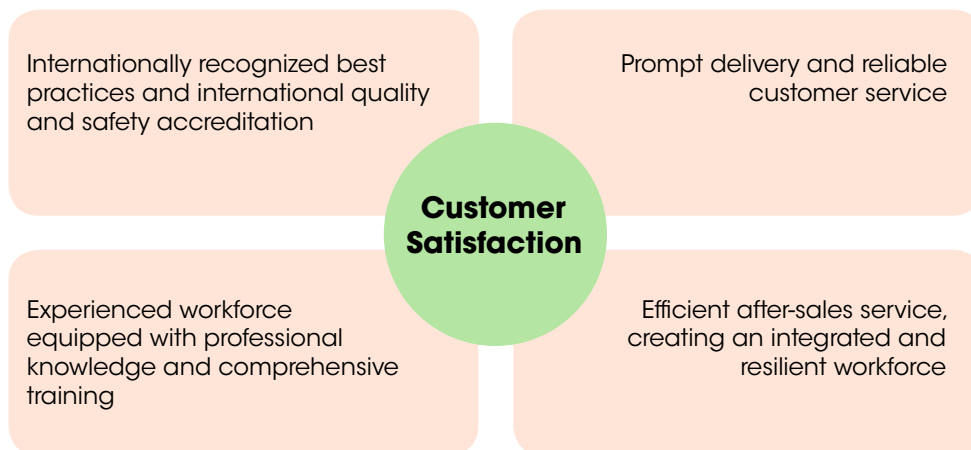 Internationally recognized best
practices and international quality
and safety accreditation
Prompt delivery and reliable
customer service
Customer
Satisfaction
Experienced workforce
equipped with professional
knowledge and comprehensive
training
Efficient after-sales service,
creating an integrated and
resilient workforce